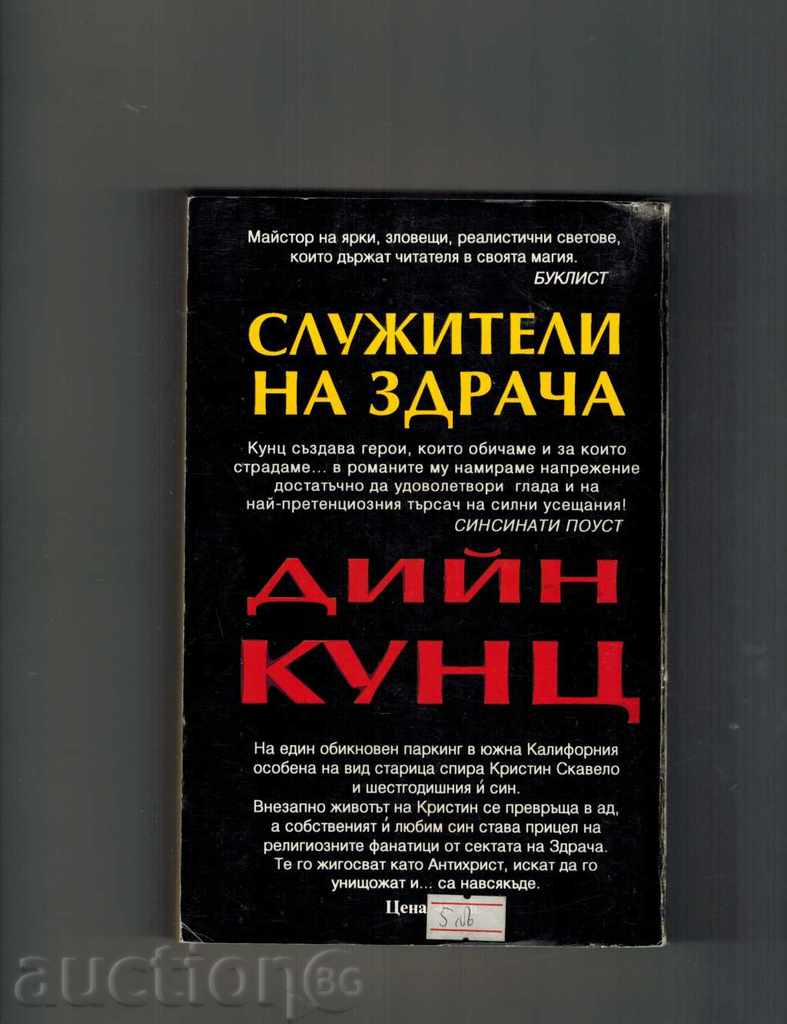 Майстор на ярки, зловещи, реалистични светове,
които държат читателя в своята магия.
БУКЛИСТ
СЛУЖИТЕЛИ
НА ЗДРАЧА
Кунц създава герои, които обичаме и за които
страдаме... в романите му намираме напрежение
достатъчно да удоволетвори глада и на
най-претенциозния търсач на силни усещания!
СИНСИНАТИ ПОУСТ
ДИЙН
КУНЦ
На един обикновен паркинг в южна Калифорния
особена на вид старица спира Кристин Скавело
и шестгодишния ѝ син.
Внезапно животът на Кристин се превръща в ад,
а собственият ѝ любим син става прицел на
религиозните фанатици от сектата на Здрача.
Те го жигосват като Антихрист, искат да го
унищожат и... са навсякъде.
Цена
5 лв
auctionBG